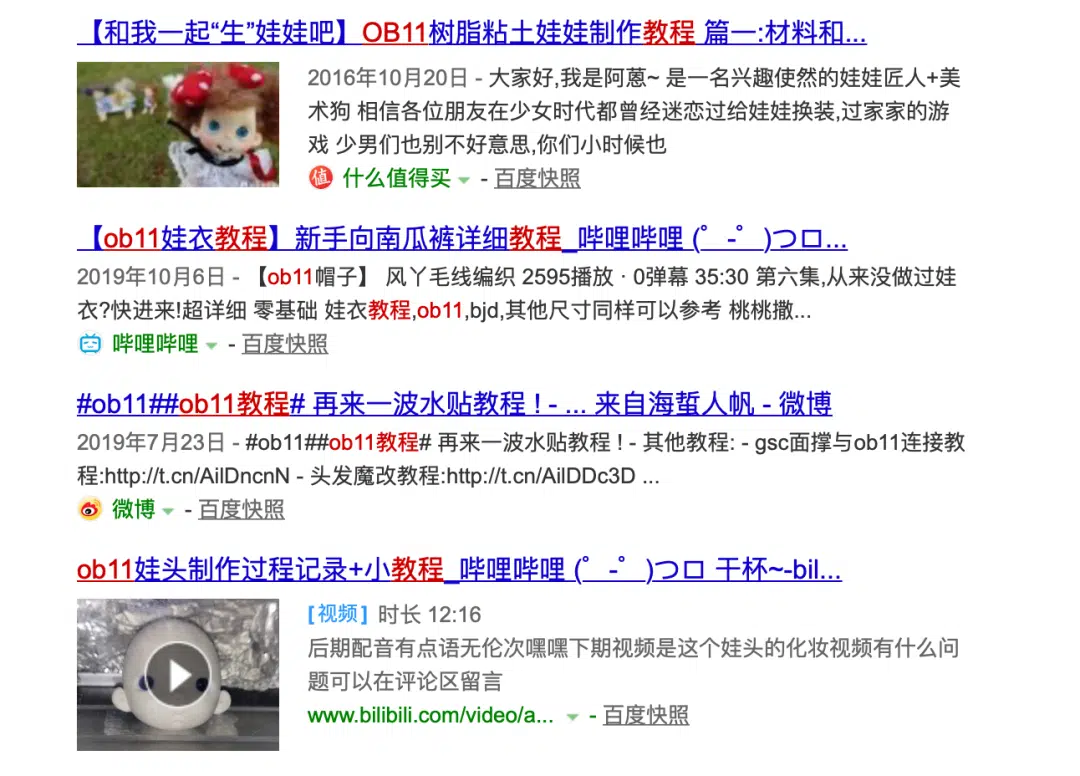 【和我一起“生”娃娃吧】OB11树脂粘土娃娃制作教程 篇一:材料和...
2016年10月20日 - 大家好,我是阿蒽~ 是一名兴趣使然的娃娃匠人+美
术狗 相信各位朋友在少女时代都曾经迷恋过给娃娃换装,过家家的游
戏 少男们也别不好意思,你们小时候也
值 什么值得买 - 百度快照
【ob11娃衣教程】新手向南瓜裤详细教程_哔哩哔哩 (゜-゜)つロ...
2019年10月6日 - 【ob11帽子】 风丫毛线编织 2595播放 · 0弹幕 35:30 第六集,从来没做过娃
衣?快进来!超详细 零基础 娃衣教程,ob11,bjd,其他尺寸同样可以参考 桃桃撒...
哔哩哔哩 - 百度快照
#ob11##ob11教程# 再来一波水贴教程 ! - ... 来自海蜇人帆 - 微博
2019年7月23日 - #ob11##ob11教程# 再来一波水贴教程 ! - 其他教程: - gsc面撑与ob11连接教
程:http://t.cn/AilDncnN - 头发魔改教程:http://t.cn/AilDDc3D ...
微博 - 百度快照
ob11娃头制作过程记录+小教程_哔哩哔哩 (゜-゜)つロ 干杯~-bil...
[视频] 时长 12:16
后期配音有点语无伦次嘿嘿下期视频是这个娃头的化妆视频有什么问
题可以在评论区留言
www.bilibili.com/video/a... - 百度快照